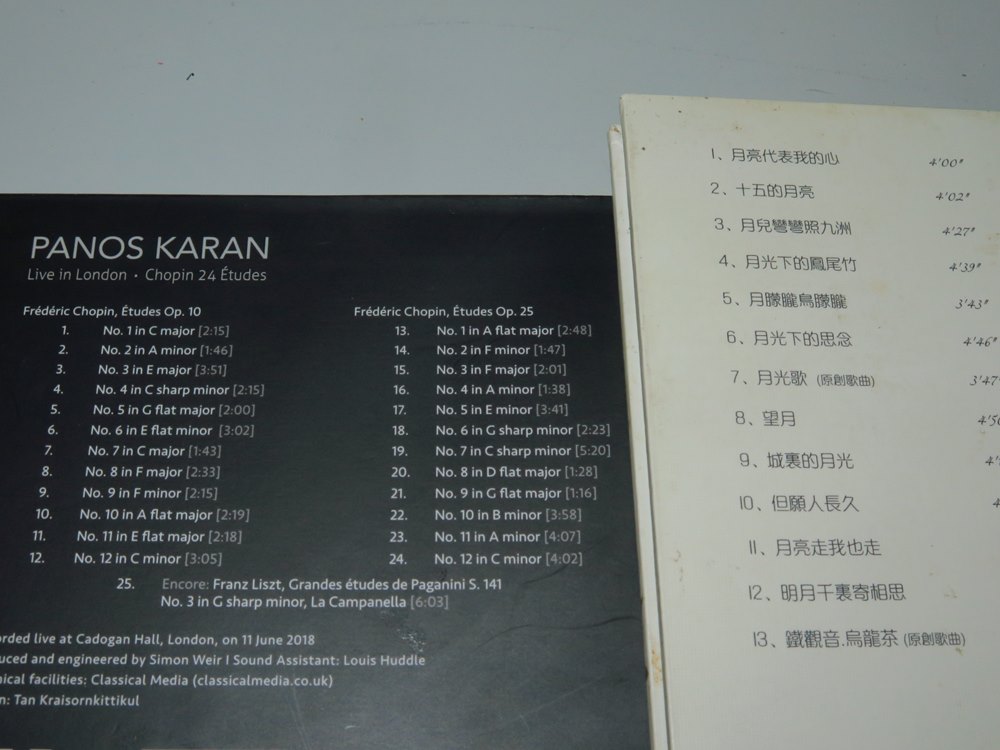 PANOS KARAN
Live in London • Chopin 24 Études
Frédéric Chopin, Études Op. 10
1. No. 1 in C major [2:15]
2. No. 2 in A minor [1:46]
3. No. 3 in E major [3:51]
4. No. 4 in C sharp minor [2:15]
5. No. 5 in G flat major [2:00]
6. No. 6 in E flat minor [3:02]
7. No. 7 in C major [1:43]
8. No. 8 in F major [2:33]
9. No. 9 in F minor [2:15]
10. No. 10 in A flat major [2:19]
11. No. 11 in E flat major [2:18]
12. No. 12 in C minor [3:05]
Frédéric Chopin, Études Op. 25
13. No. 1 in A flat major [2:48]
14. No. 2 in F minor [1:47]
15. No. 3 in F major [2:01]
16. No. 4 in A minor [1:38]
17. No. 5 in E minor [3:41]
18. No. 6 in G sharp minor [2:23]
19. No. 7 in C sharp minor [5:20]
20. No. 8 in D flat major [1:28]
21. No. 9 in G flat major [1:16]
22. No. 10 in B minor [3:58]
23. No. 11 in A minor [4:07]
24. No. 12 in C minor [4:02]
25. Encore: Franz Liszt, Grandes études de Paganini S. 141
No. 3 in G sharp minor, La Campanella [6:03]
live at Cadogan Hall, London, on 11 June 2018
and engineered by Simon Weir I Sound Assistant: Louis Huddle
facilities: Classical Media (classicalmedia.co.uk)
Tan Kraisornkittikul
1、月亮代表我的心 4'00"
2、十五的月亮 4'02"
3、月兒彎彎照九洲 4'27"
4、月光下的鳳尾竹 4'39"
5、月朦朧鳥朦朧 3'43"
6、月光下的思念 4'46"
7、月光歌 (原創歌曲) 3'47"
8、望月
9、城裏的月光
10、但願人長久
11、月亮走我也走
12、明月千裏寄相思
13、鐵觀音.烏龍茶 (原創歌曲)